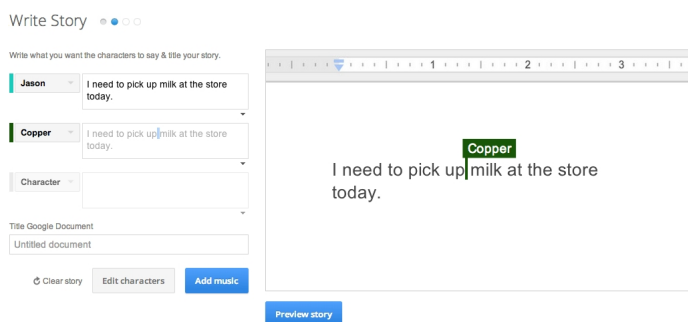 Write Story
Write what you want the characters to say & title your story.
Jason
I need to pick up milk at the store
today.
Copper
I need to pick up milk at the store
today.
Character
Title Google Document
Untitled document
Clear story
Edit characters
Add music
1 2 3
Copper
I need to pick up milk at the store
today.
Preview story